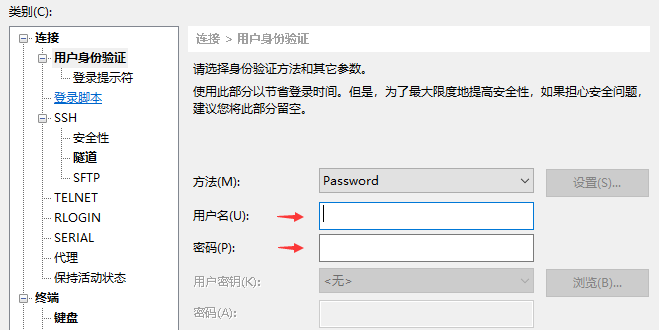 类别(C):
连接
用户身份验证
登录提示符
登录脚本
SSH
安全性
隧道
SFTP
TELNET
RLOGIN
SERIAL
代理
保持活动状态
终端
键盘
连接 > 用户身份验证
请选择身份验证方法和其它参数。
使用此部分以节省登录时间。但是，为了最大限度地提高安全性，如果担心安全问题，
建议您将此部分留空。
方法(M):
Password
设置(S)...
用户名(U):
密码(P):
用户密钥(K):
<无>
浏览(B)...
密码(A):